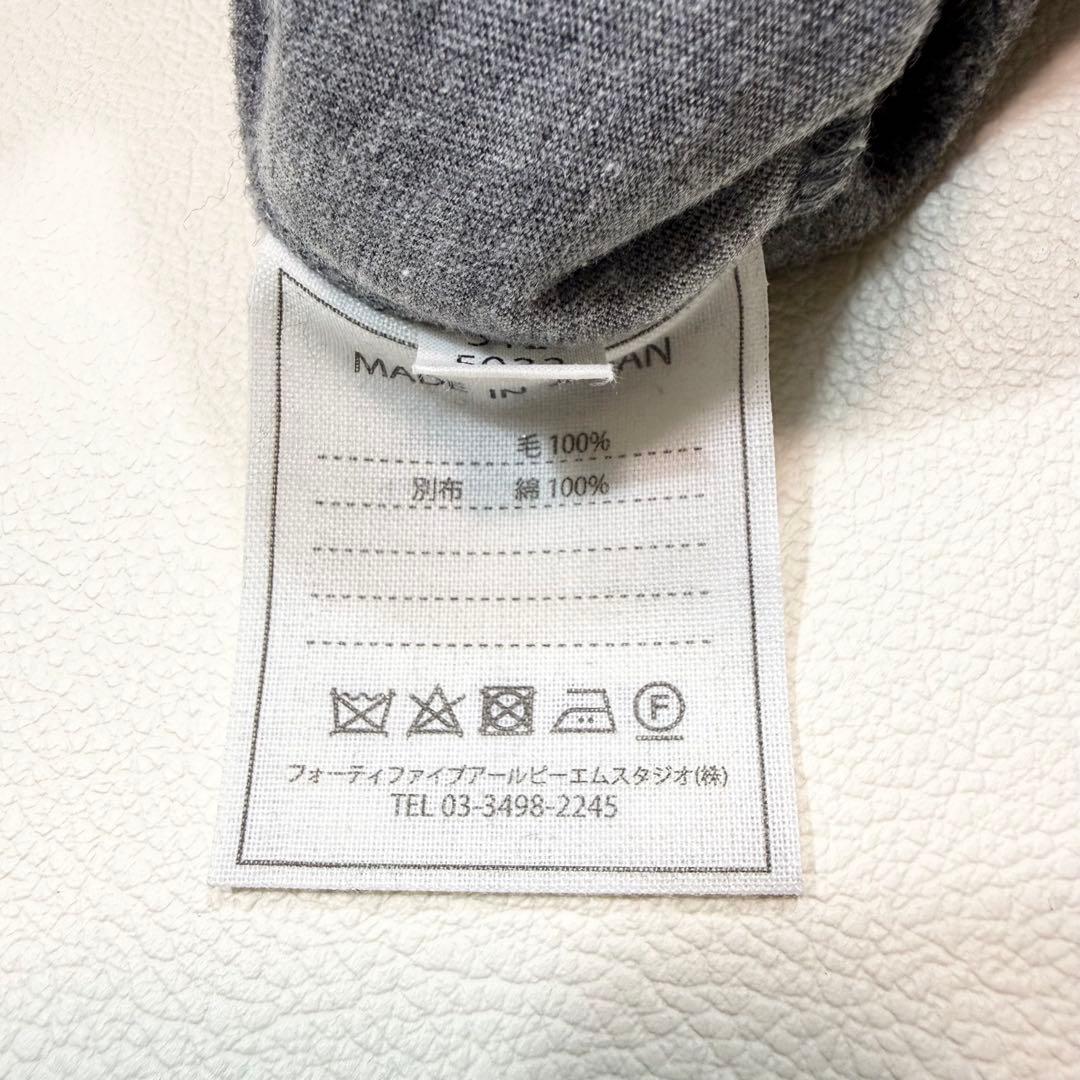 MADE IN JAPAN
毛 100%
別布 綿 100%
F
フォーティファイブアールピーエムスタジオ(株)
TEL 03-3498-2245